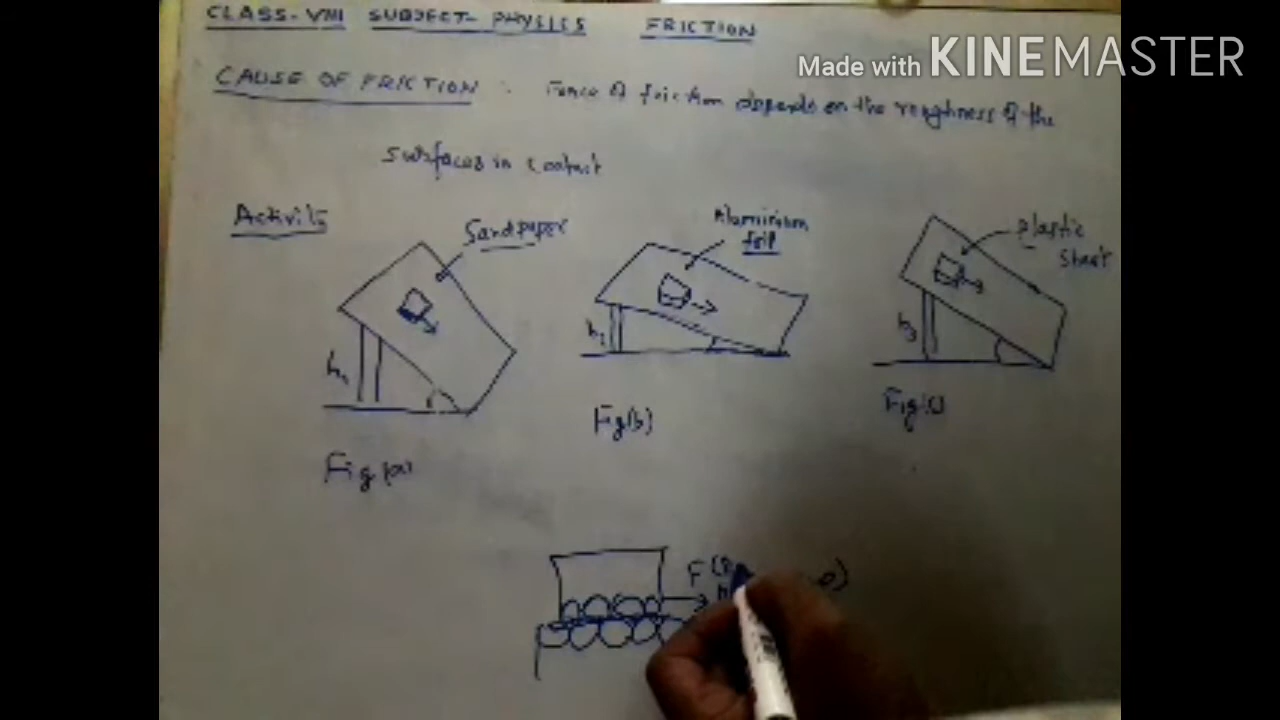 CLASS-VIII SUBJECT- PHYSICS FRICTION
Made with KINEMASTER
CAUSE OF FRICTION : Force of friction depends on the roughness of the
surfaces in contact
Activity
Sandpaper
Aluminium
foil
plastic
sheet
h1
h2
h3
Fig (a)
Fig (b)
Fig (c)
F